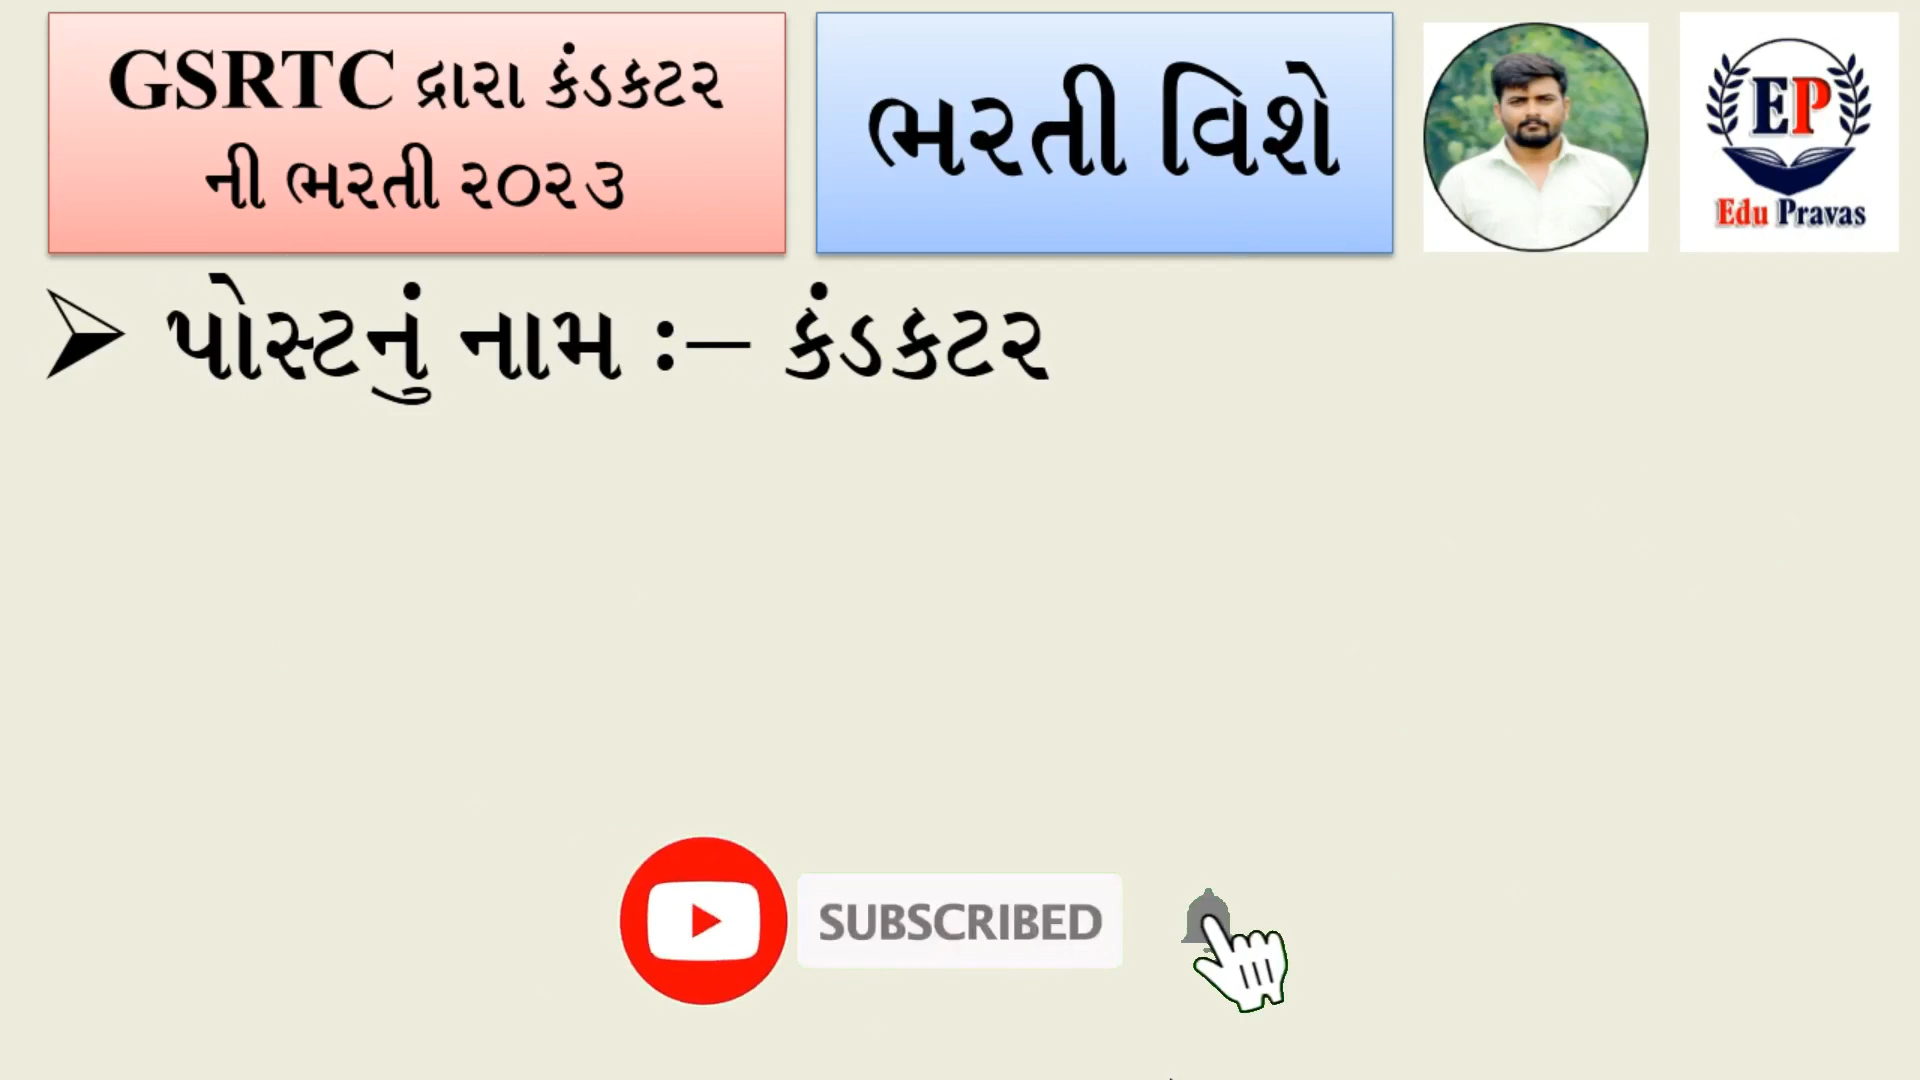 GSRTC દ્વારા કંડકટર
ની ભરતી ૨૦૨૩
ભરતી વિશે
EP
Edu Pravas
➢ પોસ્ટનું નામ :– કંડકટર
SUBSCRIBED